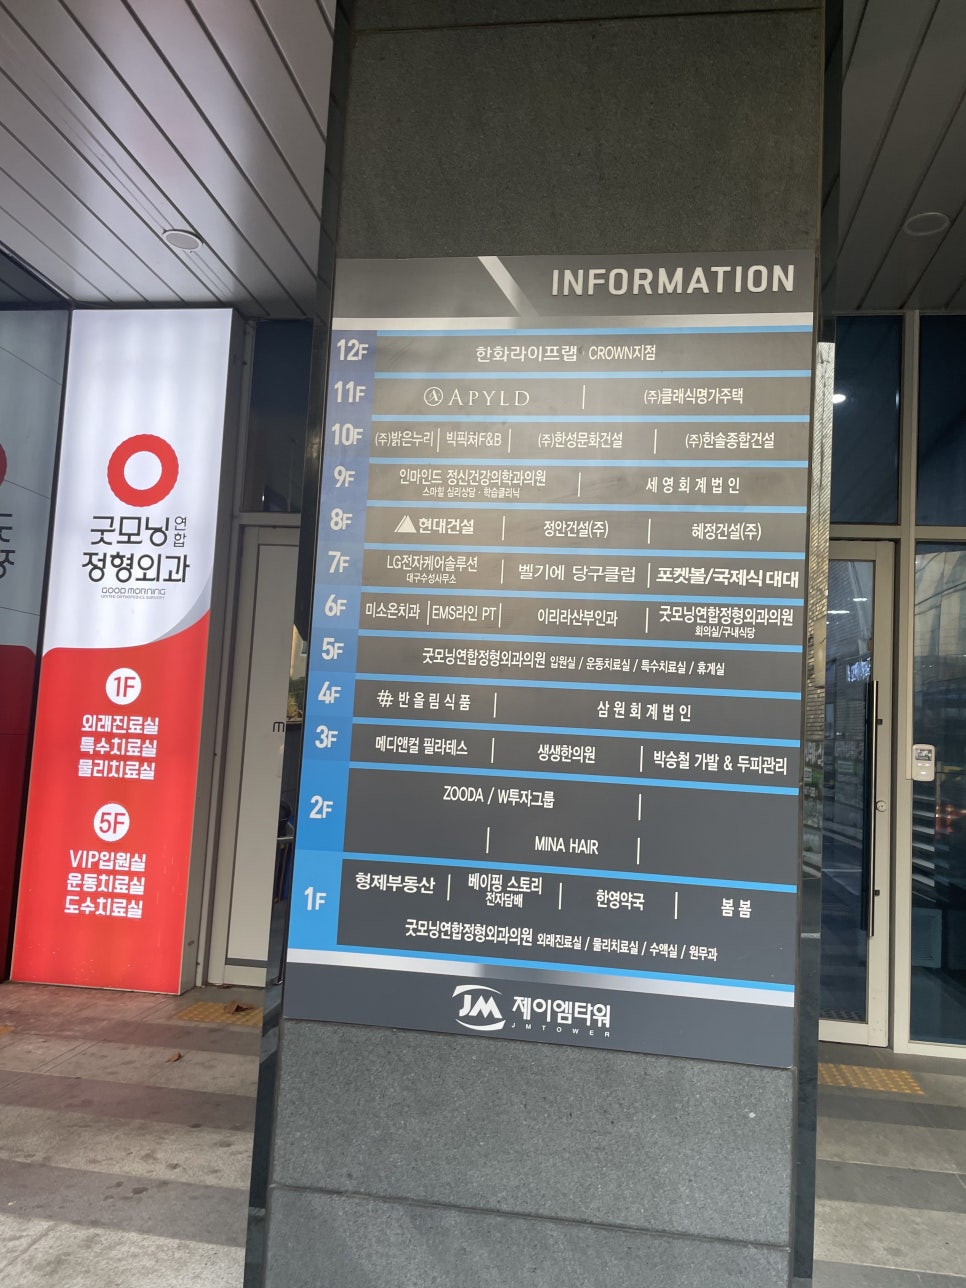 굿모닝연합
정형외과
GOOD MORNING
UNITED ORTHOPEDICS SURGERY
1F
외래진료실
특수치료실
물리치료실
5F
VIP입원실
운동치료실
도수치료실
INFORMATION
12F 한화라이프랩 CROWN지점
11F APYLD (주)클래식명가주택
10F (주)밝은누리 빅픽쳐F&B (주)한성문화건설 (주)한솔종합건설
9F 인마인드 정신건강의학과의원 세영회계법인
스마힐 심리상담 · 학습클리닉
8F 현대건설 정안건설(주) 혜정건설(주)
7F LG전자케어솔루션 벨기에 당구클럽 포켓볼/국제식 대대
대구수성사무소
6F 미소온치과 EMS라인 PT 이리라산부인과 굿모닝연합정형외과의원
회의실/구내식당
5F 굿모닝연합정형외과의원 입원실 / 운동치료실 / 특수치료실 / 휴게실
4F # 반올림식품 삼원회계법인
3F 메디앤컬 필라테스 생생한의원 박승철 가발 & 두피관리
2F ZOODA / W투자그룹
MINA HAIR
1F 형제부동산 베이핑 스토리 한영약국 봄봄
전자담배
굿모닝연합정형외과의원 외래진료실 / 물리치료실 / 수액실 / 원무과
JM 제이엠타워
JMTOWER